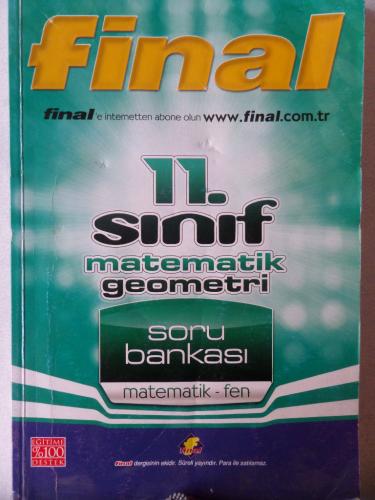 final
final'e internetten abone olun www.final.com.tr
11.
sınıf
matematik
geometri
soru
bankası
matematik - fen
EĞİTİME
%100
DESTEK
final
final dergisinin ekidir. Süreli yayındır. Para ile satılamaz.